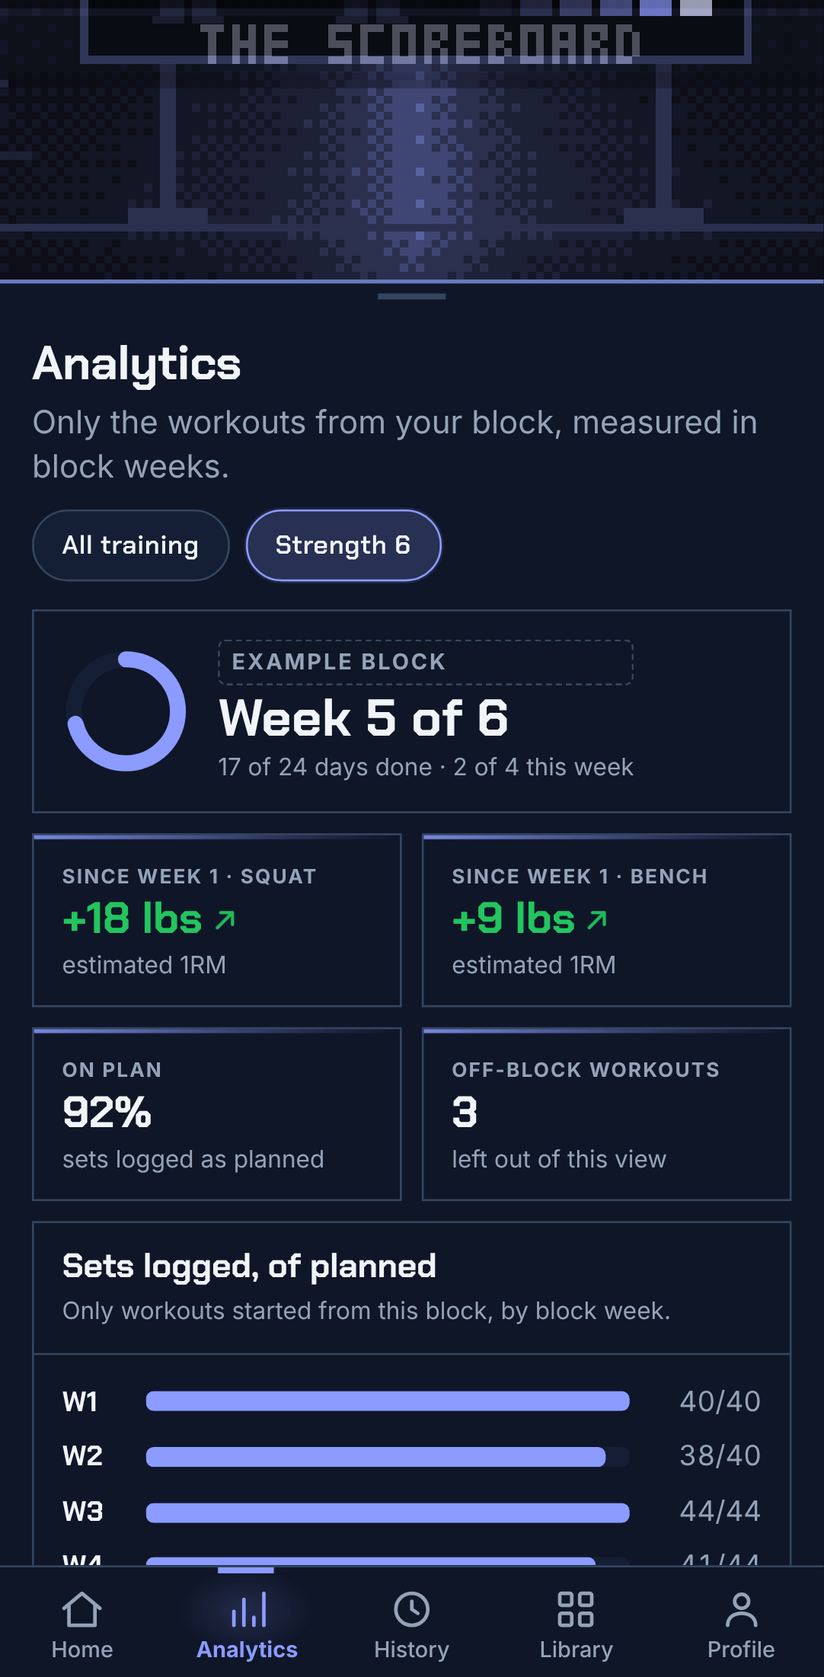 THE SCOREBOARD
Analytics
Only the workouts from your block, measured in
block weeks.
All training
Strength 6
EXAMPLE BLOCK
Week 5 of 6
17 of 24 days done · 2 of 4 this week
SINCE WEEK 1 · SQUAT
+18 lbs ↗
estimated 1RM
SINCE WEEK 1 · BENCH
+9 lbs ↗
estimated 1RM
ON PLAN
92%
sets logged as planned
OFF-BLOCK WORKOUTS
3
left out of this view
Sets logged, of planned
Only workouts started from this block, by block week.
W1 40/40
W2 38/40
W3 44/44
W4 41/44
Home
Analytics
History
Library
Profile